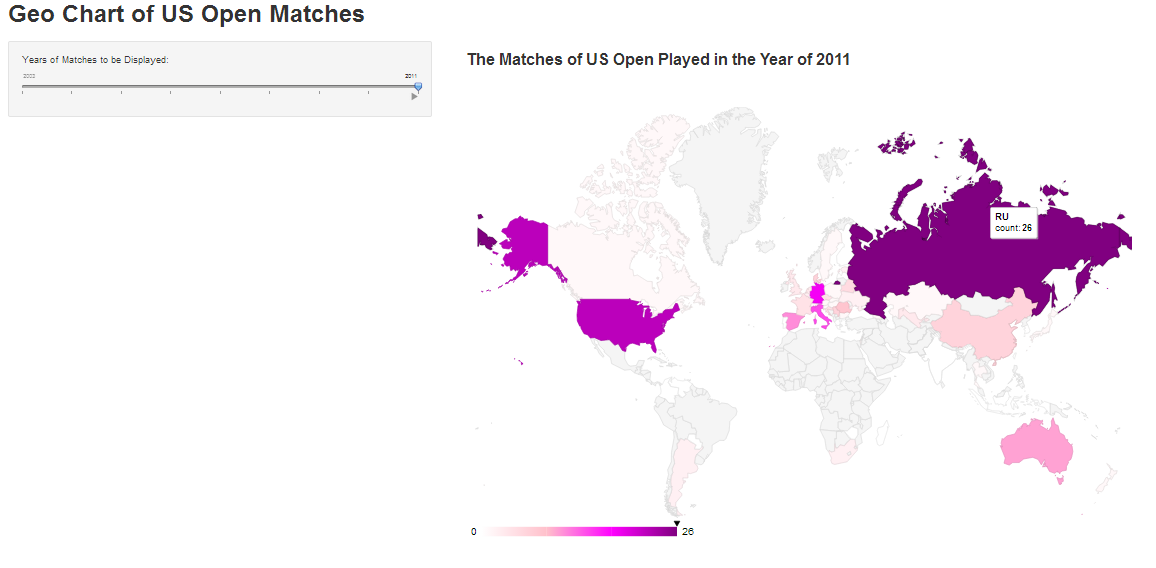 Geo Chart of US Open Matches
Years of Matches to be Displayed:
2003
2011
The Matches of US Open Played in the Year of 2011
RU
count: 26
0
26